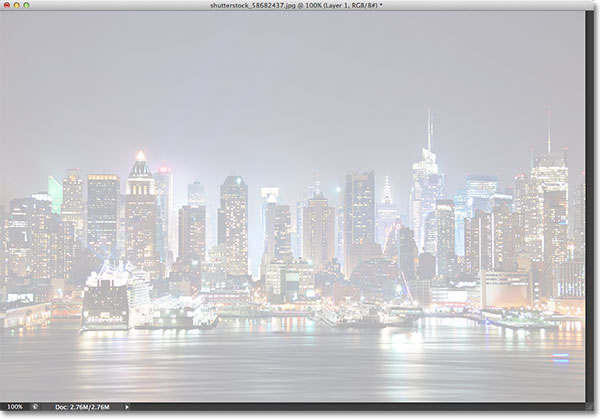 shutterstock_58682437.jpg @ 100% (Layer 1, RGB/8#) *
100% Doc: 2.76M/2.76M